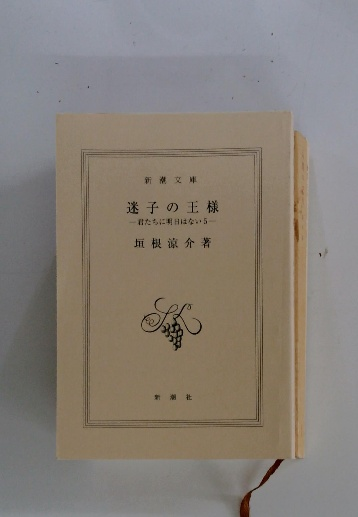 新潮文庫
迷子の王様
―君たちに明日はない5―
垣根涼介著
新潮社